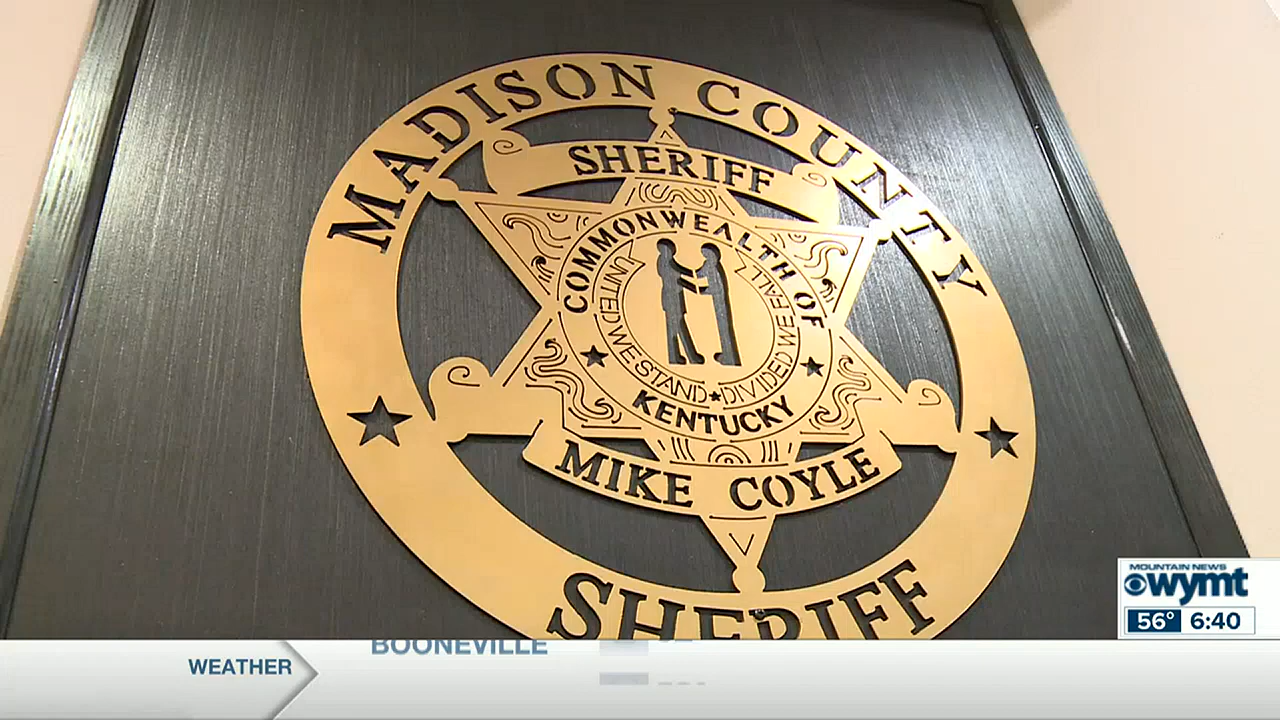 MADISON COUNTY
SHERIFF
COMMONWEALTH OF
UNITED WE STAND ★ DIVIDED WE FALL
KENTUCKY
MIKE COYLE
SHERIFF
MOUNTAIN NEWS
wymt
56° 6:40
BOONEVILLE
WEATHER